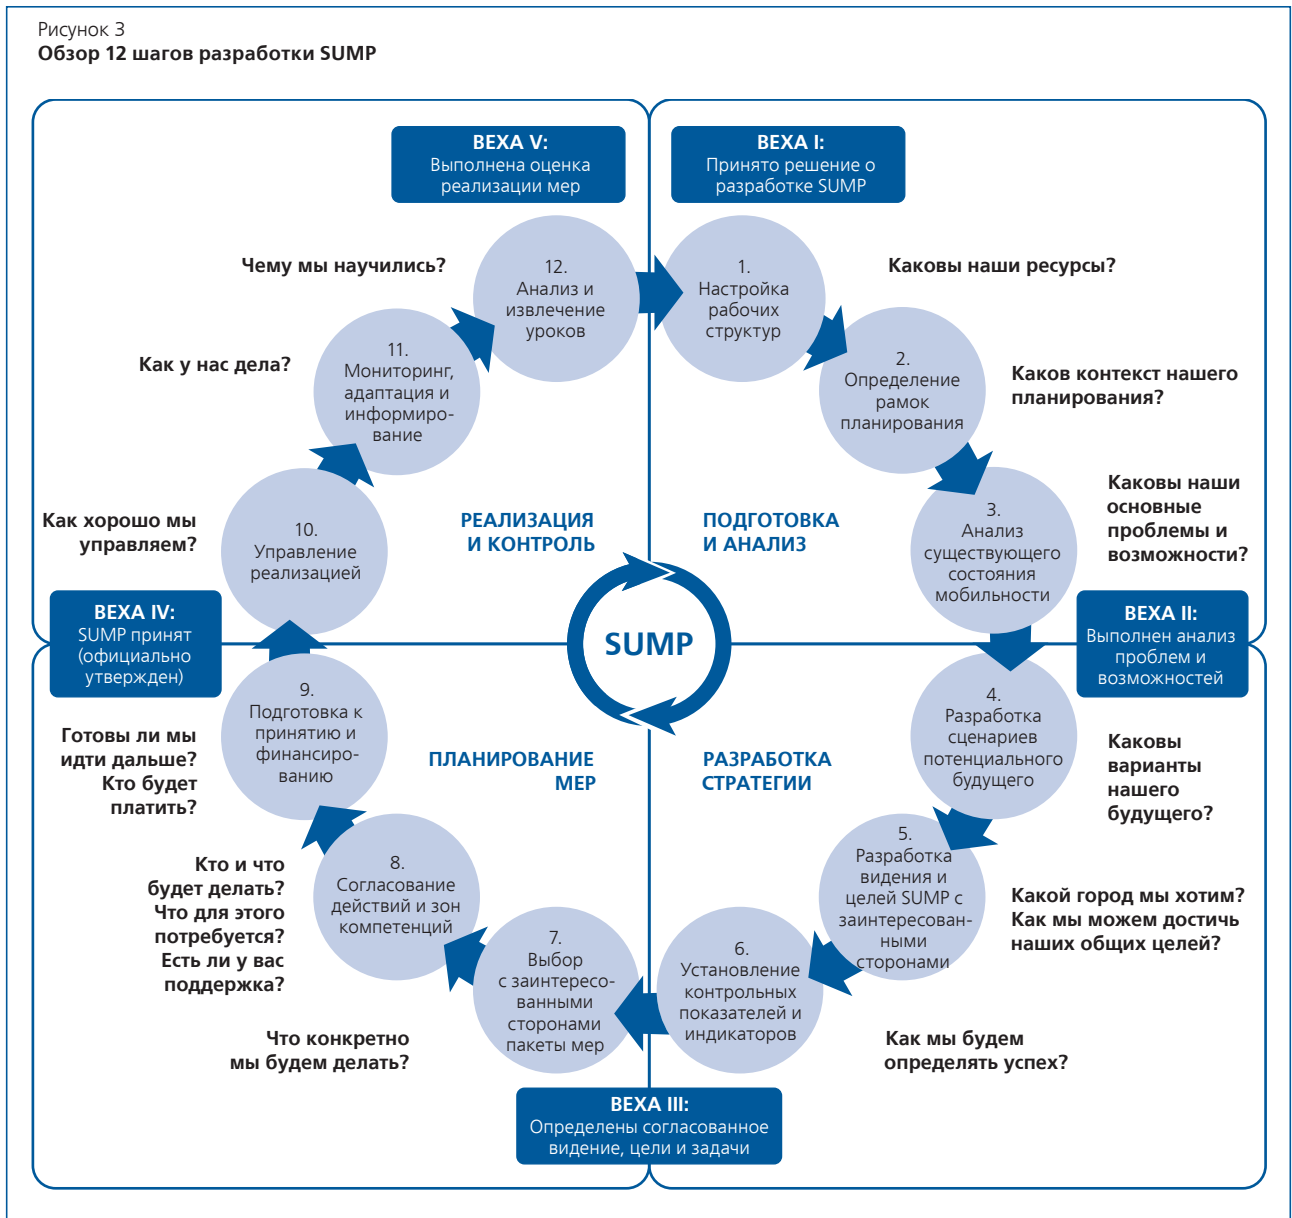 Рисунок 3
Обзор 12 шагов разработки SUMP
ВЕХА V:
Выполнена оценка
реализации мер
ВЕХА I:
Принято решение о
разработке SUMP
Чему мы научились?
12.
Анализ и
извлечение
уроков
1.
Настройка
рабочих
структур
Каковы наши ресурсы?
Как у нас дела?
11.
Мониторинг,
адаптация и
информиро-
вание
2.
Определение
рамок
планирования
Каков контекст нашего
планирования?
Как хорошо мы
управляем?
10.
Управление
реализацией
РЕАЛИЗАЦИЯ
И КОНТРОЛЬ
ПОДГОТОВКА
И АНАЛИЗ
3.
Анализ
существующего
состояния
мобильности
Каковы наши
основные
проблемы и
возможности?
ВЕХА IV:
SUMP принят
(официально
утвержден)
SUMP
ВЕХА II:
Выполнен анализ
проблем и
возможностей
9.
Подготовка к
принятию и
финансиро-
ванию
Готовы ли мы
идти дальше?
Кто будет
платить?
ПЛАНИРОВАНИЕ
МЕР
РАЗРАБОТКА
СТРАТЕГИИ
4.
Разработка
сценариев
потенциального
будущего
Каковы
варианты
нашего
будущего?
Кто и что
будет делать?
Что для этого
потребуется?
Есть ли у вас
поддержка?
8.
Согласование
действий и зон
компетенций
5.
Разработка
видения и
целей SUMP с
заинтересован-
ными
сторонами
Какой город мы хотим?
Как мы можем достичь
наших общих целей?
7.
Выбор
с заинтересо-
ванными
сторонами
пакеты мер
6.
Установление
контрольных
показателей и
индикаторов
Что конкретно
мы будем делать?
Как мы будем
определять успех?
ВЕХА III:
Определены согласованное
видение, цели и задачи